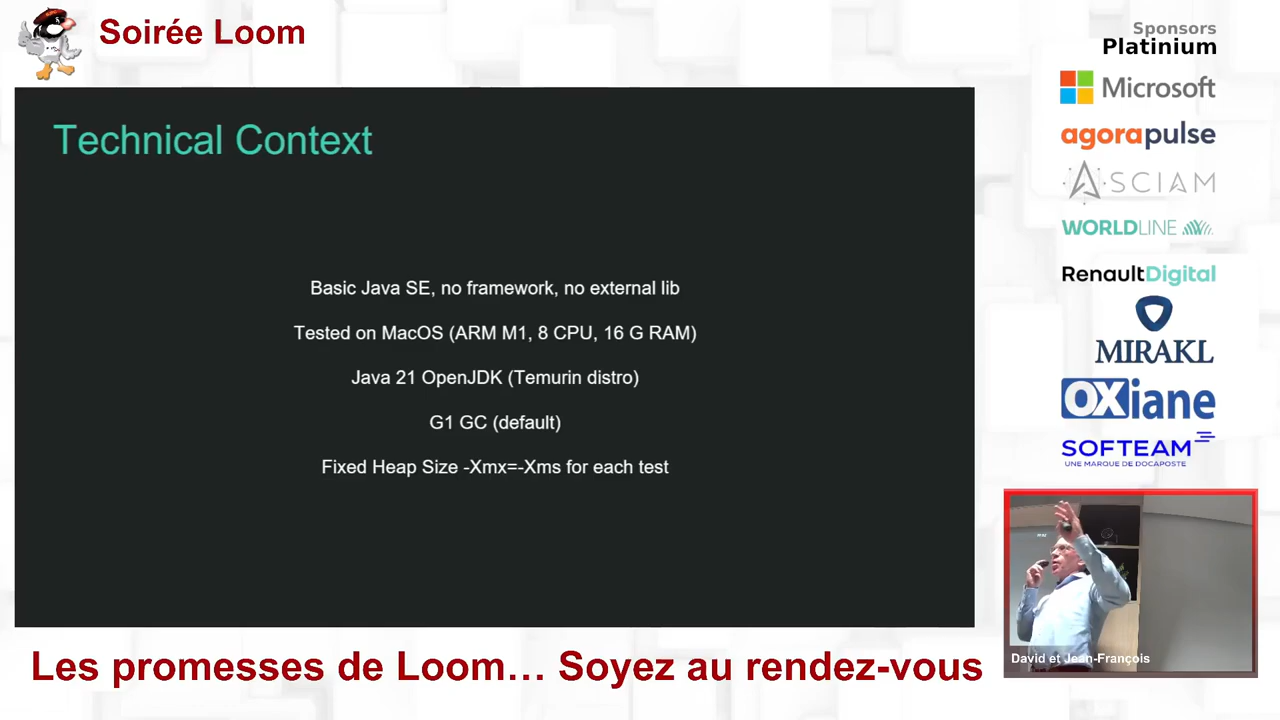 Soirée Loom
Sponsors
Platinium
Microsoft
agorapulse
ASCIAM
WORLDLINE
RenaultDigital
MIRAKL
OXiane
SOFTEAM
UNE MARQUE DE DOCAPOSTE
Technical Context
Basic Java SE, no framework, no external lib
Tested on MacOS (ARM M1, 8 CPU, 16 G RAM)
Java 21 OpenJDK (Temurin distro)
G1 GC (default)
Fixed Heap Size -Xmx=-Xms for each test
David et Jean-François
Les promesses de Loom… Soyez au rendez-vous